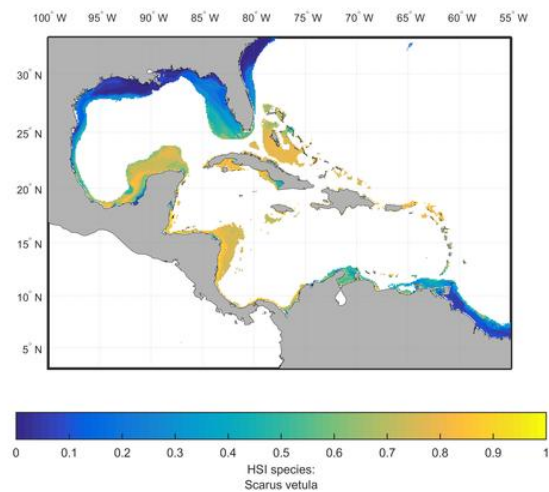 100° W 95° W 90° W 85° W 80° W 75° W 70° W 65° W 60° W 55° W
30° N
25° N
20° N
15° N
10° N
5° N
0 0.1 0.2 0.3 0.4 0.5 0.6 0.7 0.8 0.9 1
HSI species:
Scarus vetula